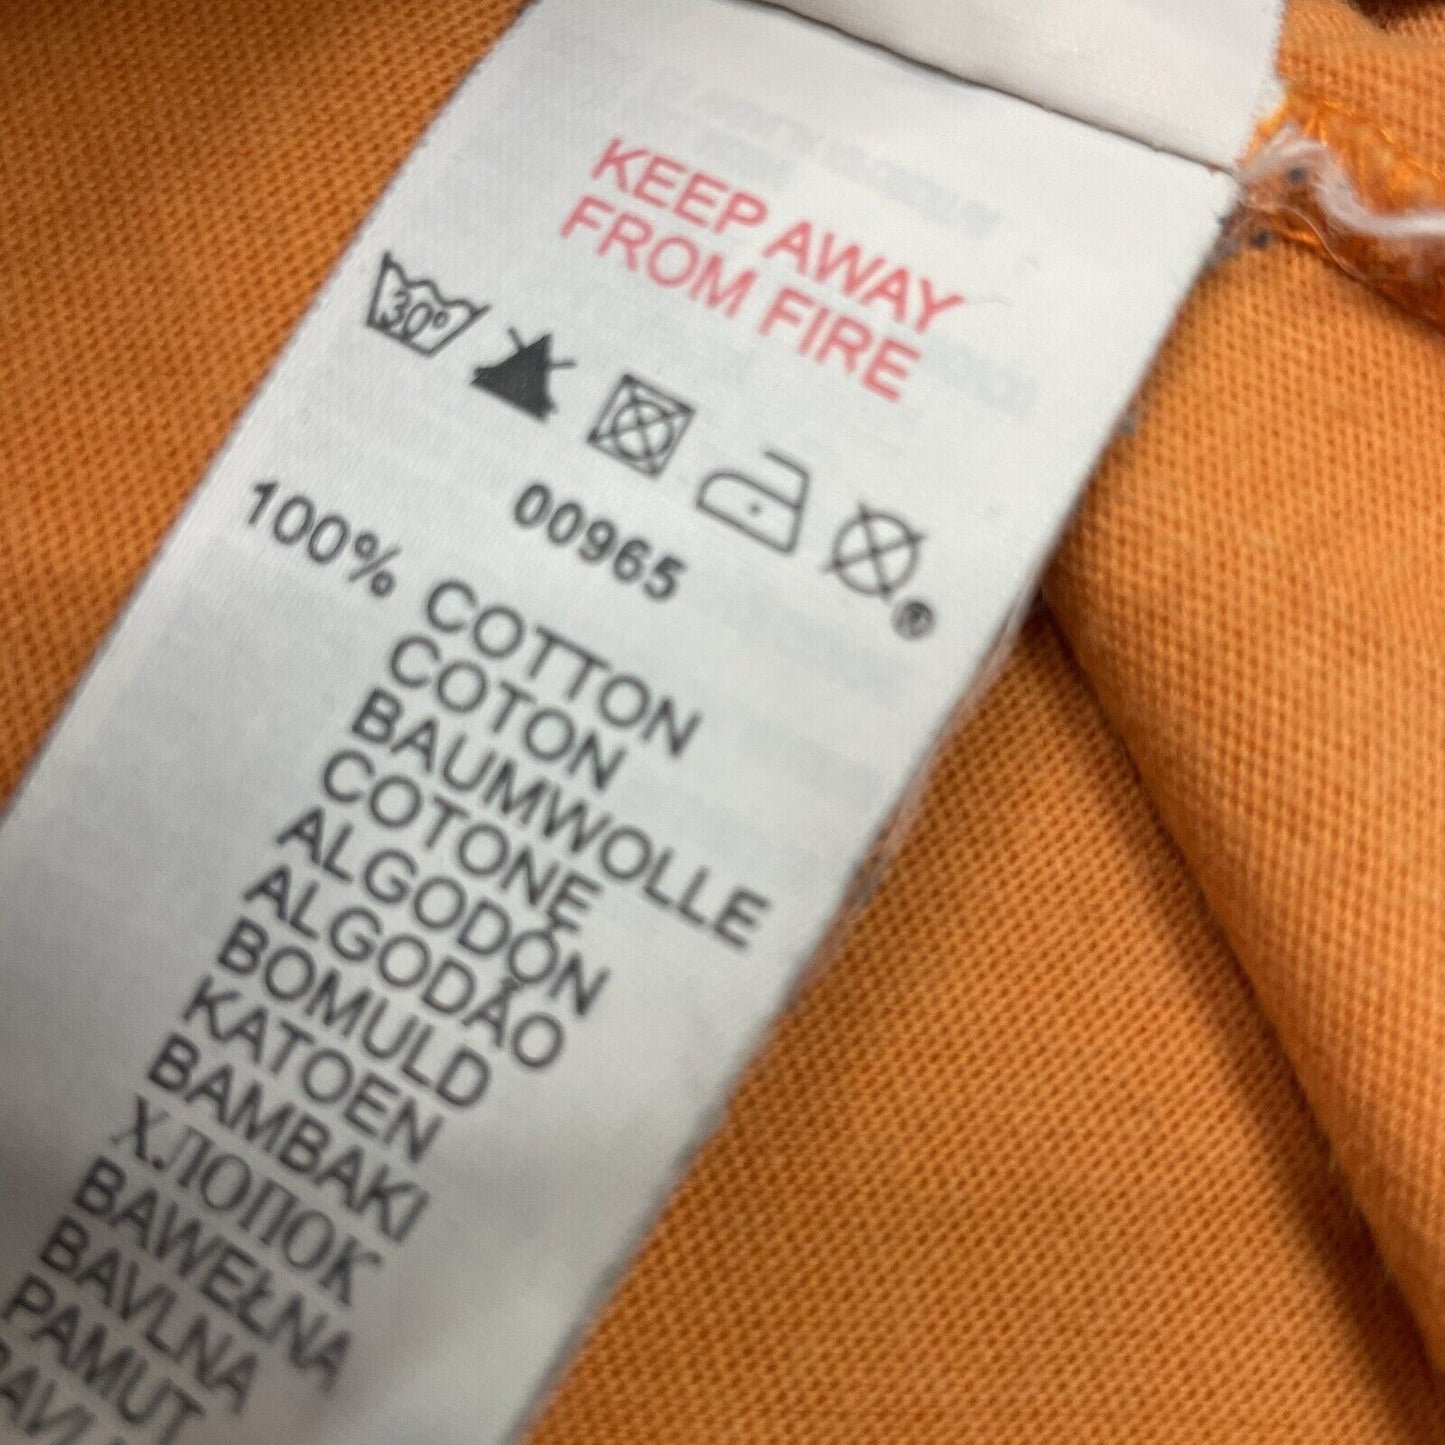 KEEP AWAY
FROM FIRE
30°
®
00965
100% COTTON
COTON
BAUMWOLLE
COTONE
ALGODÓN
ALGODÃO
BOMULD
KATOEN
BAMBAKI
ХЛОПОК
BAWEŁNA
BAVLNA
PAMUT